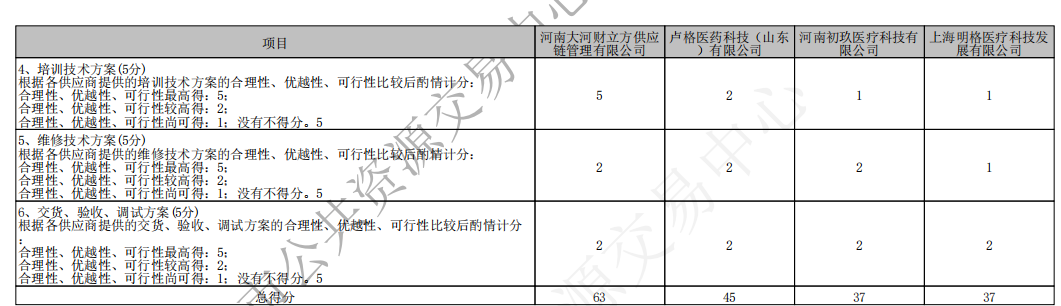 项目
河南大河财立方供应
链管理有限公司
卢格医药科技（山东
）有限公司
河南初玖医疗科技有
限公司
上海明格医疗科技发
展有限公司
4、培训技术方案(5分)
根据各供应商提供的培训技术方案的合理性、优越性、可行性比较后酌情计分：
合理性、优越性、可行性最高得：5；
合理性、优越性、可行性较高得：2；
合理性、优越性、可行性尚可得：1；没有不得分。5
5 2 1 1
5、维修技术方案(5分)
根据各供应商提供的维修技术方案的合理性、优越性、可行性比较后酌情计分：
合理性、优越性、可行性最高得：5；
合理性、优越性、可行性较高得：2；
合理性、优越性、可行性尚可得：1；没有不得分。5
2 2 2 1
6、交货、验收、调试方案(5分)
根据各供应商提供的交货、验收、调试方案的合理性、优越性、可行性比较后酌情计分
：
合理性、优越性、可行性最高得：5；
合理性、优越性、可行性较高得：2；
合理性、优越性、可行性尚可得：1；没有不得分。5
2 2 2 2
总得分 63 45 37 37
市公共资源交易中心
源交易中心